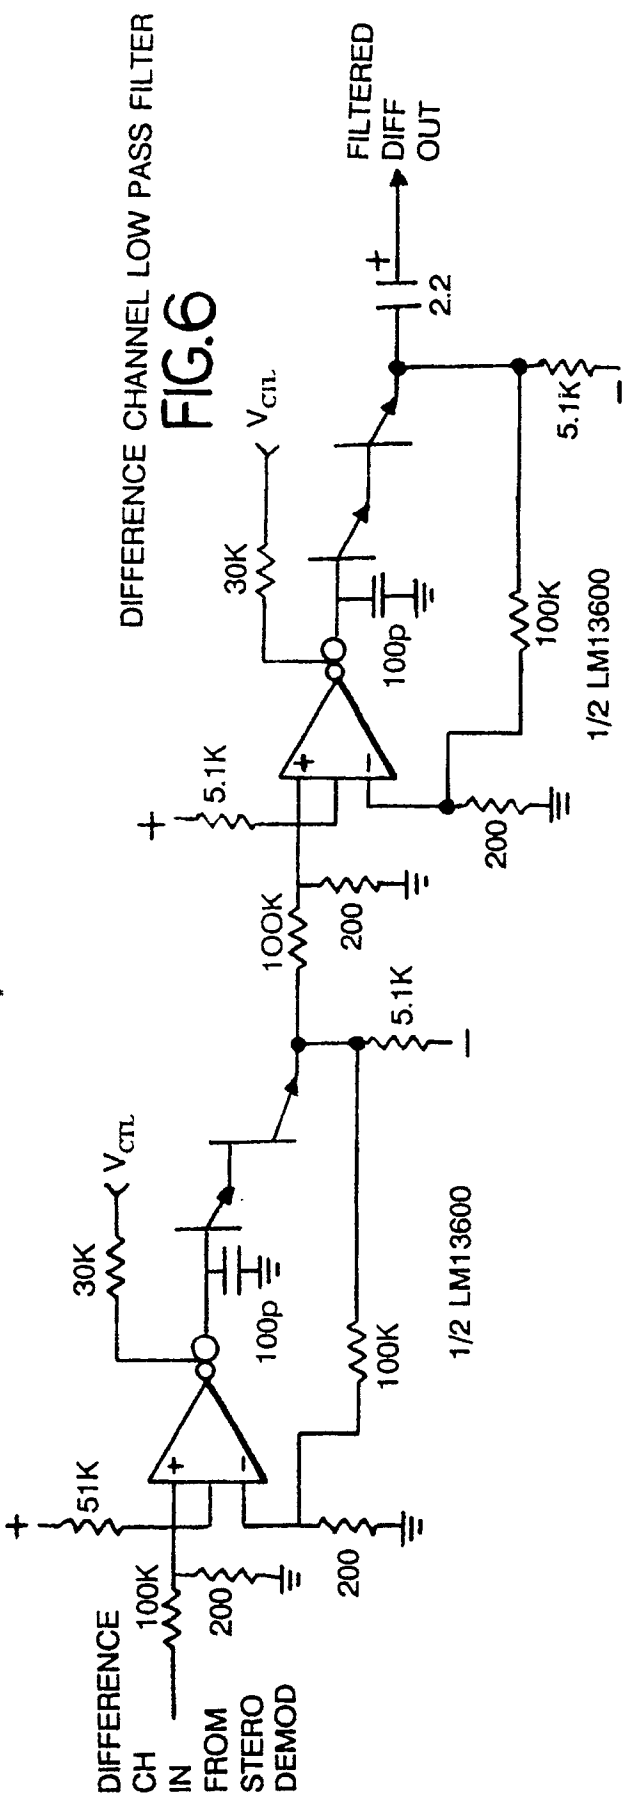 DIFFERENCE CHANNEL LOW PASS FILTER
FIG.6
DIFFERENCE
CH
IN
FROM
STERO
DEMOD
100K
200
+
51K
+
−
200
30K
VCTL
100p
100K
1/2 LM13600
5.1K
−
100K
200
+
5.1K
+
−
200
30K
VCTL
100p
100K
1/2 LM13600
5.1K
−
+
2.2
FILTERED
DIFF
OUT